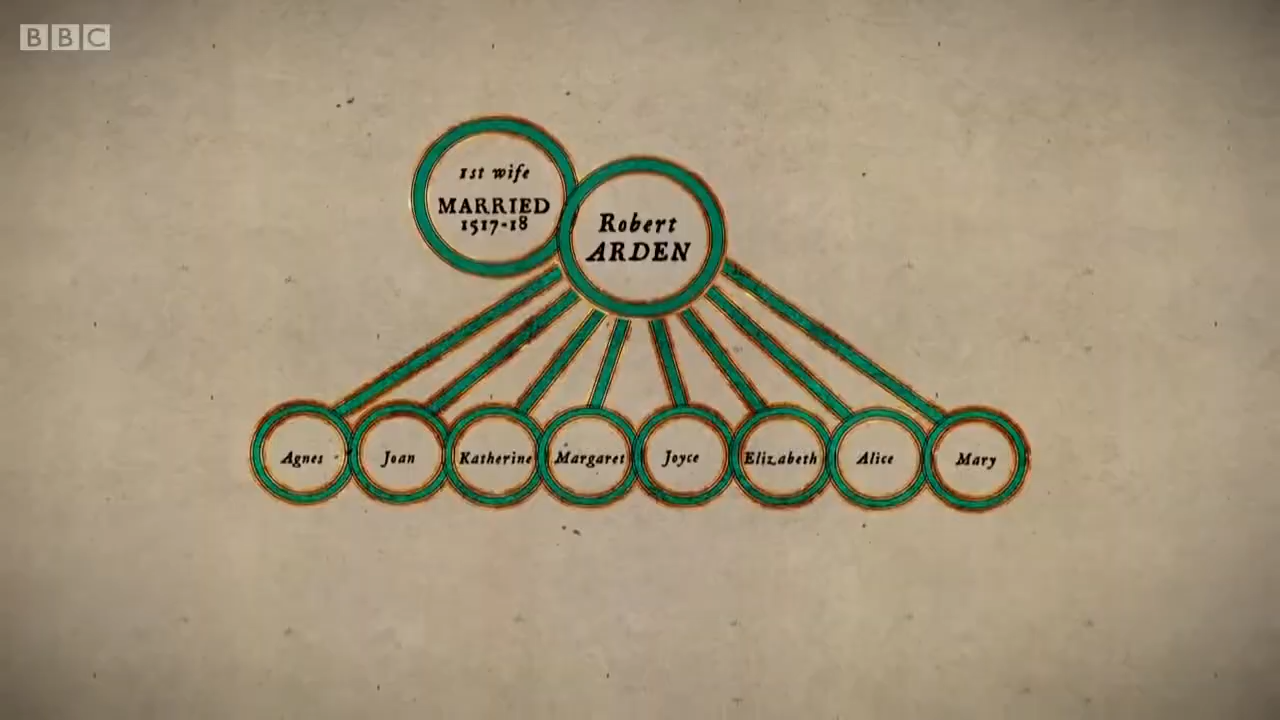 BBC
1st wife
MARRIED
1517-18
Robert
ARDEN
Agnes
Joan
Katherine
Margaret
Joyce
Elizabeth
Alice
Mary